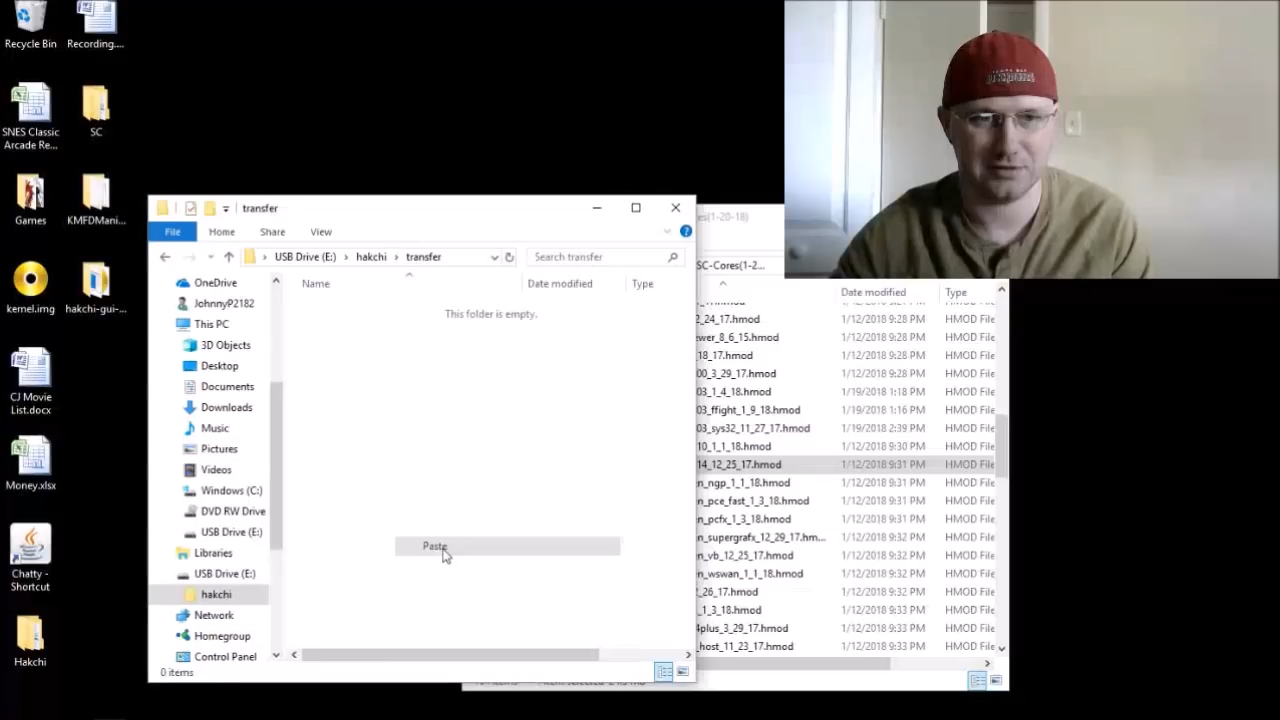 Recycle Bin
Recording....
SNES Classic
Arcade Re...
SC
Games
KMFDMani...
kernel.img
hakchi-gui-...
CJ Movie
List.docx
Money.xlsx
Chatty -
Shortcut
Hakchi
transfer
File
Home
Share
View
USB Drive (E:)
hakchi
transfer
Search transfer
Name
Date modified
Type
This folder is empty.
OneDrive
JohnnyP2182
This PC
3D Objects
Desktop
Documents
Downloads
Music
Pictures
Videos
Windows (C:)
DVD RW Drive
USB Drive (E:)
Libraries
USB Drive (E:)
hakchi
Network
Homegroup
Control Panel
Paste
0 items
res(1-20-18)
SC-Cores(1-2...
Date modified
Type
2_24_17.hmod 1/12/2018 9:28 PM HMOD File
ewer_8_6_15.hmod 1/12/2018 9:28 PM HMOD File
18_17.hmod 1/12/2018 9:28 PM HMOD File
00_3_29_17.hmod 1/12/2018 9:28 PM HMOD File
03_1_4_18.hmod 1/19/2018 1:18 PM HMOD File
03_ffight_1_9_18.hmod 1/19/2018 1:16 PM HMOD File
03_sys32_11_27_17.hmod 1/19/2018 2:39 PM HMOD File
10_1_1_18.hmod 1/12/2018 9:30 PM HMOD File
14_12_25_17.hmod 1/12/2018 9:31 PM HMOD File
n_ngp_1_1_18.hmod 1/12/2018 9:31 PM HMOD File
n_pce_fast_1_3_18.hmod 1/12/2018 9:31 PM HMOD File
n_pcfx_1_3_18.hmod 1/12/2018 9:31 PM HMOD File
n_supergrafx_12_29_17.hm... 1/12/2018 9:31 PM HMOD File
n_vb_12_25_17.hmod 1/12/2018 9:32 PM HMOD File
n_wswan_1_1_18.hmod 1/12/2018 9:32 PM HMOD File
_26_17.hmod 1/12/2018 9:32 PM HMOD File
_1_3_18.hmod 1/12/2018 9:33 PM HMOD File
4plus_3_29_17.hmod 1/12/2018 9:33 PM HMOD File
_host_11_23_17.hmod 1/12/2018 9:33 PM HMOD File